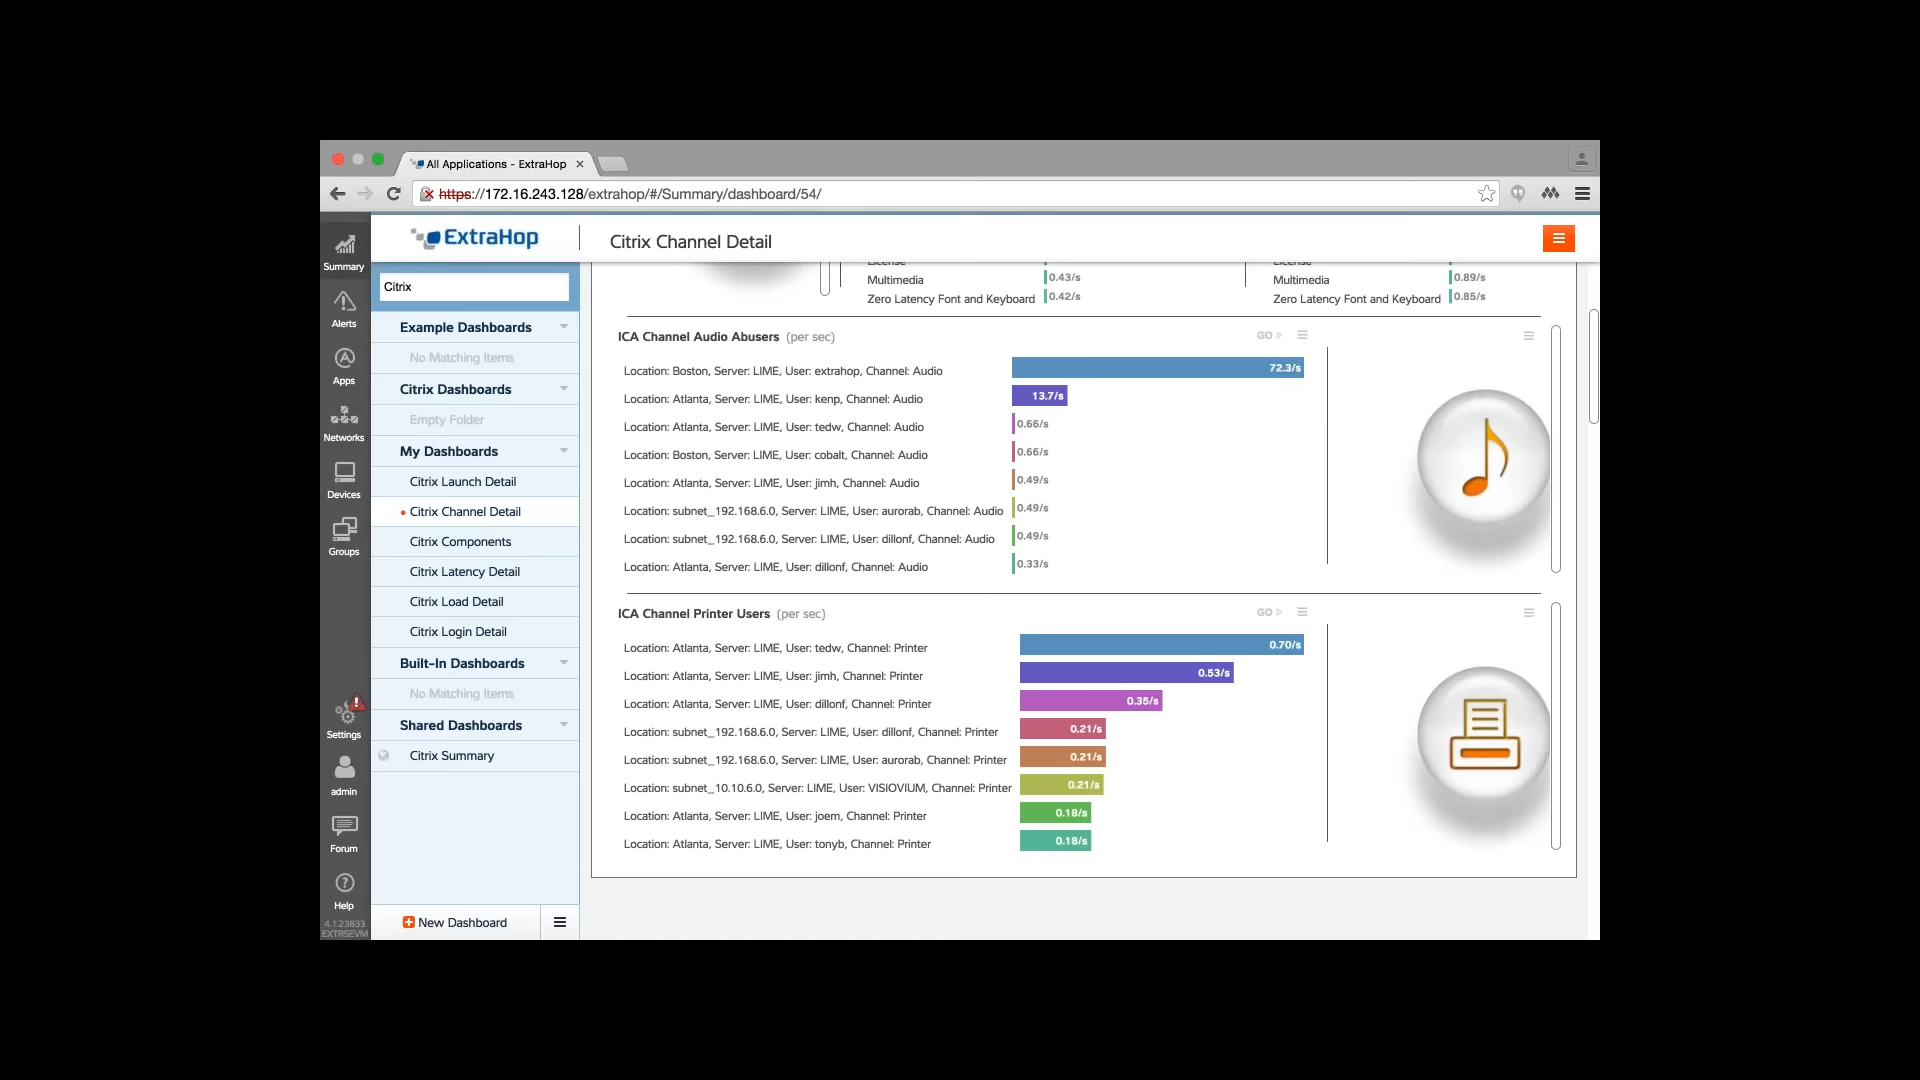 All Applications - ExtraHop
https://172.16.243.128/extrahop/#/Summary/dashboard/54/
ExtraHop
Citrix Channel Detail
Summary
Alerts
Apps
Networks
Devices
Groups
Settings
admin
Forum
Help
4.1.23833
EXTRSEVM
Citrix
Example Dashboards
No Matching Items
Citrix Dashboards
Empty Folder
My Dashboards
Citrix Launch Detail
Citrix Channel Detail
Citrix Components
Citrix Latency Detail
Citrix Load Detail
Citrix Login Detail
Built-In Dashboards
No Matching Items
Shared Dashboards
Citrix Summary
New Dashboard
License
Multimedia 0.43/s
Zero Latency Font and Keyboard 0.42/s
License
Multimedia 0.89/s
Zero Latency Font and Keyboard 0.85/s
ICA Channel Audio Abusers (per sec) GO »
Location: Boston, Server: LIME, User: extrahop, Channel: Audio 72.3/s
Location: Atlanta, Server: LIME, User: kenp, Channel: Audio 13.7/s
Location: Atlanta, Server: LIME, User: tedw, Channel: Audio 0.66/s
Location: Boston, Server: LIME, User: cobalt, Channel: Audio 0.66/s
Location: Atlanta, Server: LIME, User: jimh, Channel: Audio 0.49/s
Location: subnet_192.168.6.0, Server: LIME, User: aurorab, Channel: Audio 0.49/s
Location: subnet_192.168.6.0, Server: LIME, User: dillonf, Channel: Audio 0.49/s
Location: Atlanta, Server: LIME, User: dillonf, Channel: Audio 0.33/s
ICA Channel Printer Users (per sec) GO »
Location: Atlanta, Server: LIME, User: tedw, Channel: Printer 0.70/s
Location: Atlanta, Server: LIME, User: jimh, Channel: Printer 0.53/s
Location: Atlanta, Server: LIME, User: dillonf, Channel: Printer 0.35/s
Location: subnet_192.168.6.0, Server: LIME, User: dillonf, Channel: Printer 0.21/s
Location: subnet_192.168.6.0, Server: LIME, User: aurorab, Channel: Printer 0.21/s
Location: subnet_10.10.6.0, Server: LIME, User: VISIOVIUM, Channel: Printer 0.21/s
Location: Atlanta, Server: LIME, User: joem, Channel: Printer 0.18/s
Location: Atlanta, Server: LIME, User: tonyb, Channel: Printer 0.18/s